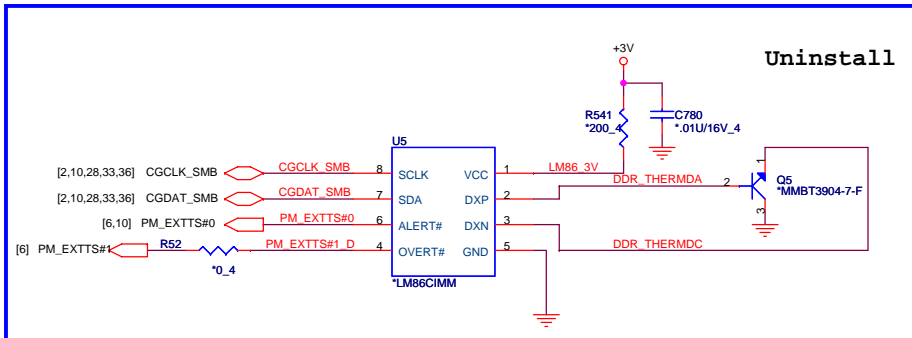 +3V
Uninstall
R541
*200_4
C780
*.01U/16V_4
U5
[2,10,28,33,36] CGCLK_SMB CGCLK_SMB 8 SCLK VCC 1 LM86_3V
[2,10,28,33,36] CGDAT_SMB CGDAT_SMB 7 SDA DXP 2 DDR_THERMDA 2
1
Q5
*MMBT3904-7-F
3
[6,10] PM_EXTTS#0 PM_EXTTS#0 6 ALERT# DXN 3 DDR_THERMDC
[6] PM_EXTTS#1 R52 PM_EXTTS#1_D 4 OVERT# GND 5
*0_4
*LM86CIMM